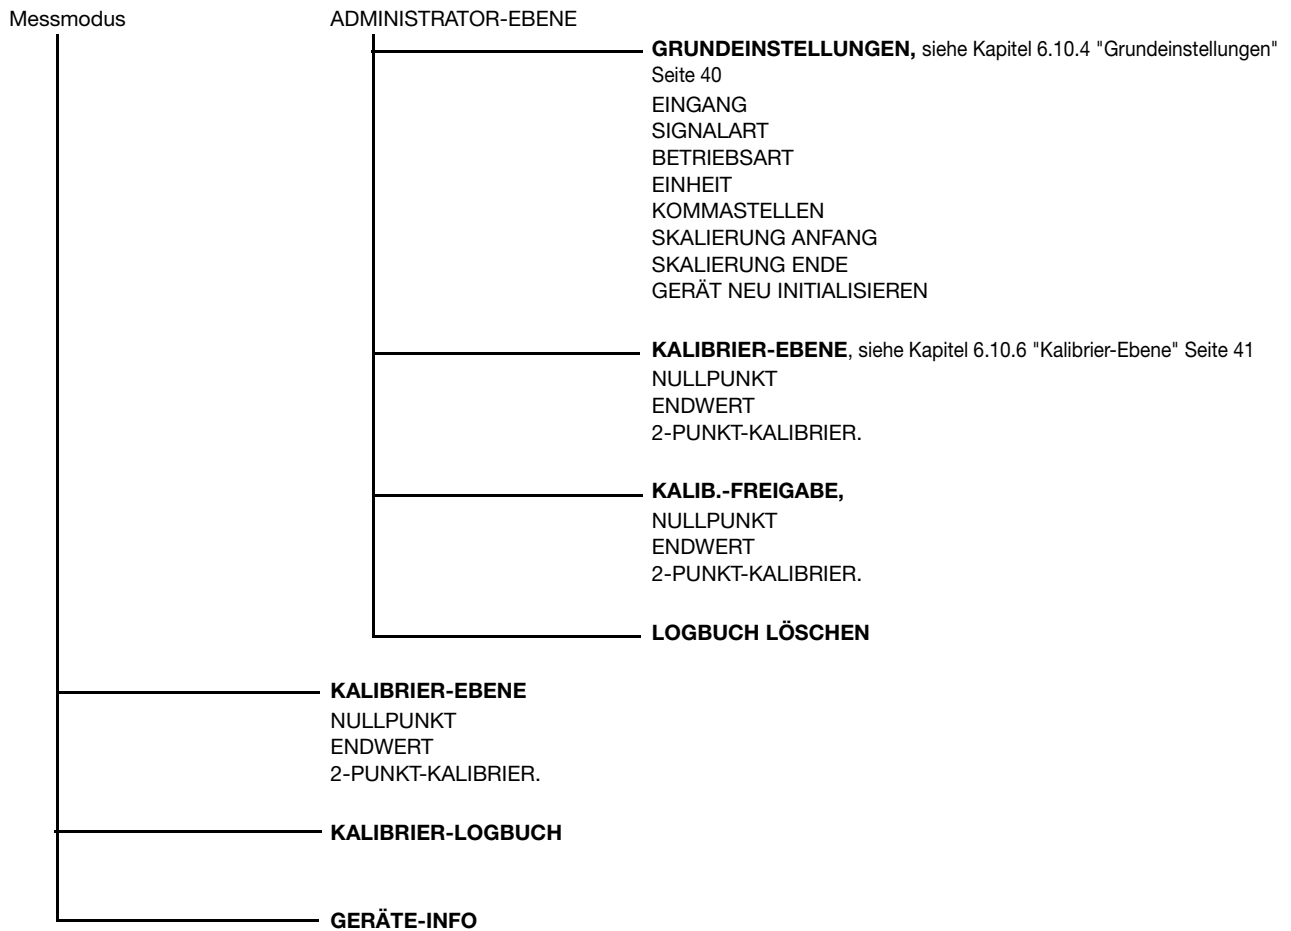 Messmodus
ADMINISTRATOR-EBENE
GRUNDEINSTELLUNGEN, siehe Kapitel 6.10.4 "Grundeinstellungen"
Seite 40
EINGANG
SIGNALART
BETRIEBSART
EINHEIT
KOMMASTELLEN
SKALIERUNG ANFANG
SKALIERUNG ENDE
GERÄT NEU INITIALISIEREN
KALIBRIER-EBENE, siehe Kapitel 6.10.6 "Kalibrier-Ebene" Seite 41
NULLPUNKT
ENDWERT
2-PUNKT-KALIBRIER.
KALIB.-FREIGABE,
NULLPUNKT
ENDWERT
2-PUNKT-KALIBRIER.
LOGBUCH LÖSCHEN
KALIBRIER-EBENE
NULLPUNKT
ENDWERT
2-PUNKT-KALIBRIER.
KALIBRIER-LOGBUCH
GERÄTE-INFO